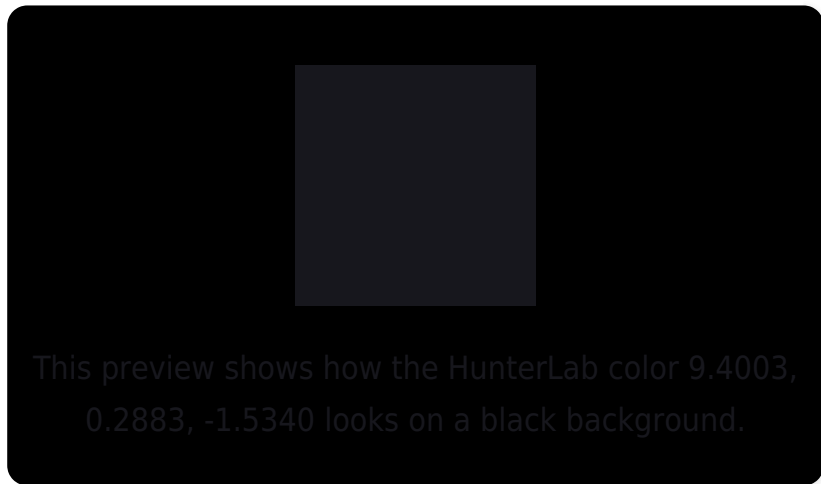 This preview shows how the HunterLab color 9.4003,
0.2883, -1.5340 looks on a black background.